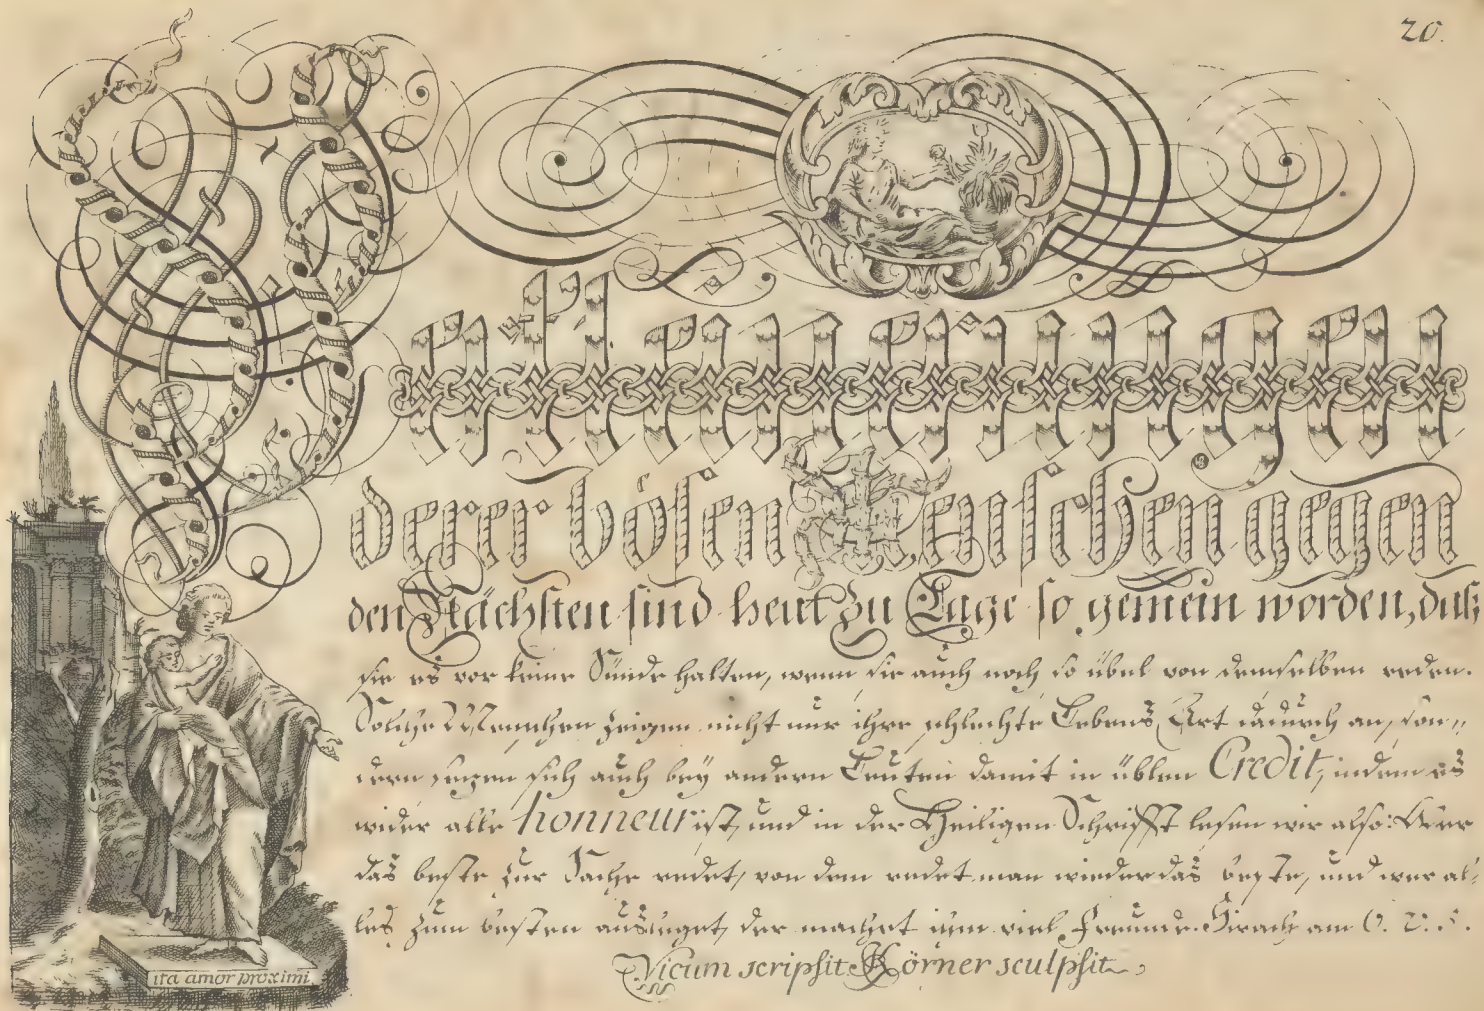 20.
Verkleinerungen
derer bösen Menschen gegen
den Nächsten sind heut zu Tage so gemein worden, daß
sie es vor keine Sünde halten, wenn sie auch noch so übel von demselben reden.
Solche Menschen zeigen nicht nur ihre schlechte Lebens Art dadurch an, son„
dern sezen sich auch bey andern Leuten damit in üblen Credit, indem es
wider alle honneur ist, und in der Heiligen Schrifft lesen wir also: Wer
das beste zur Sache redet, von dem redet man wieder das beste, und wer al„
les zum besten ausleget, der machet ihm viel Freunde. Sirach am 6. v. 5.
Vicum scripsit Körner sculpsit
ita amor proximi